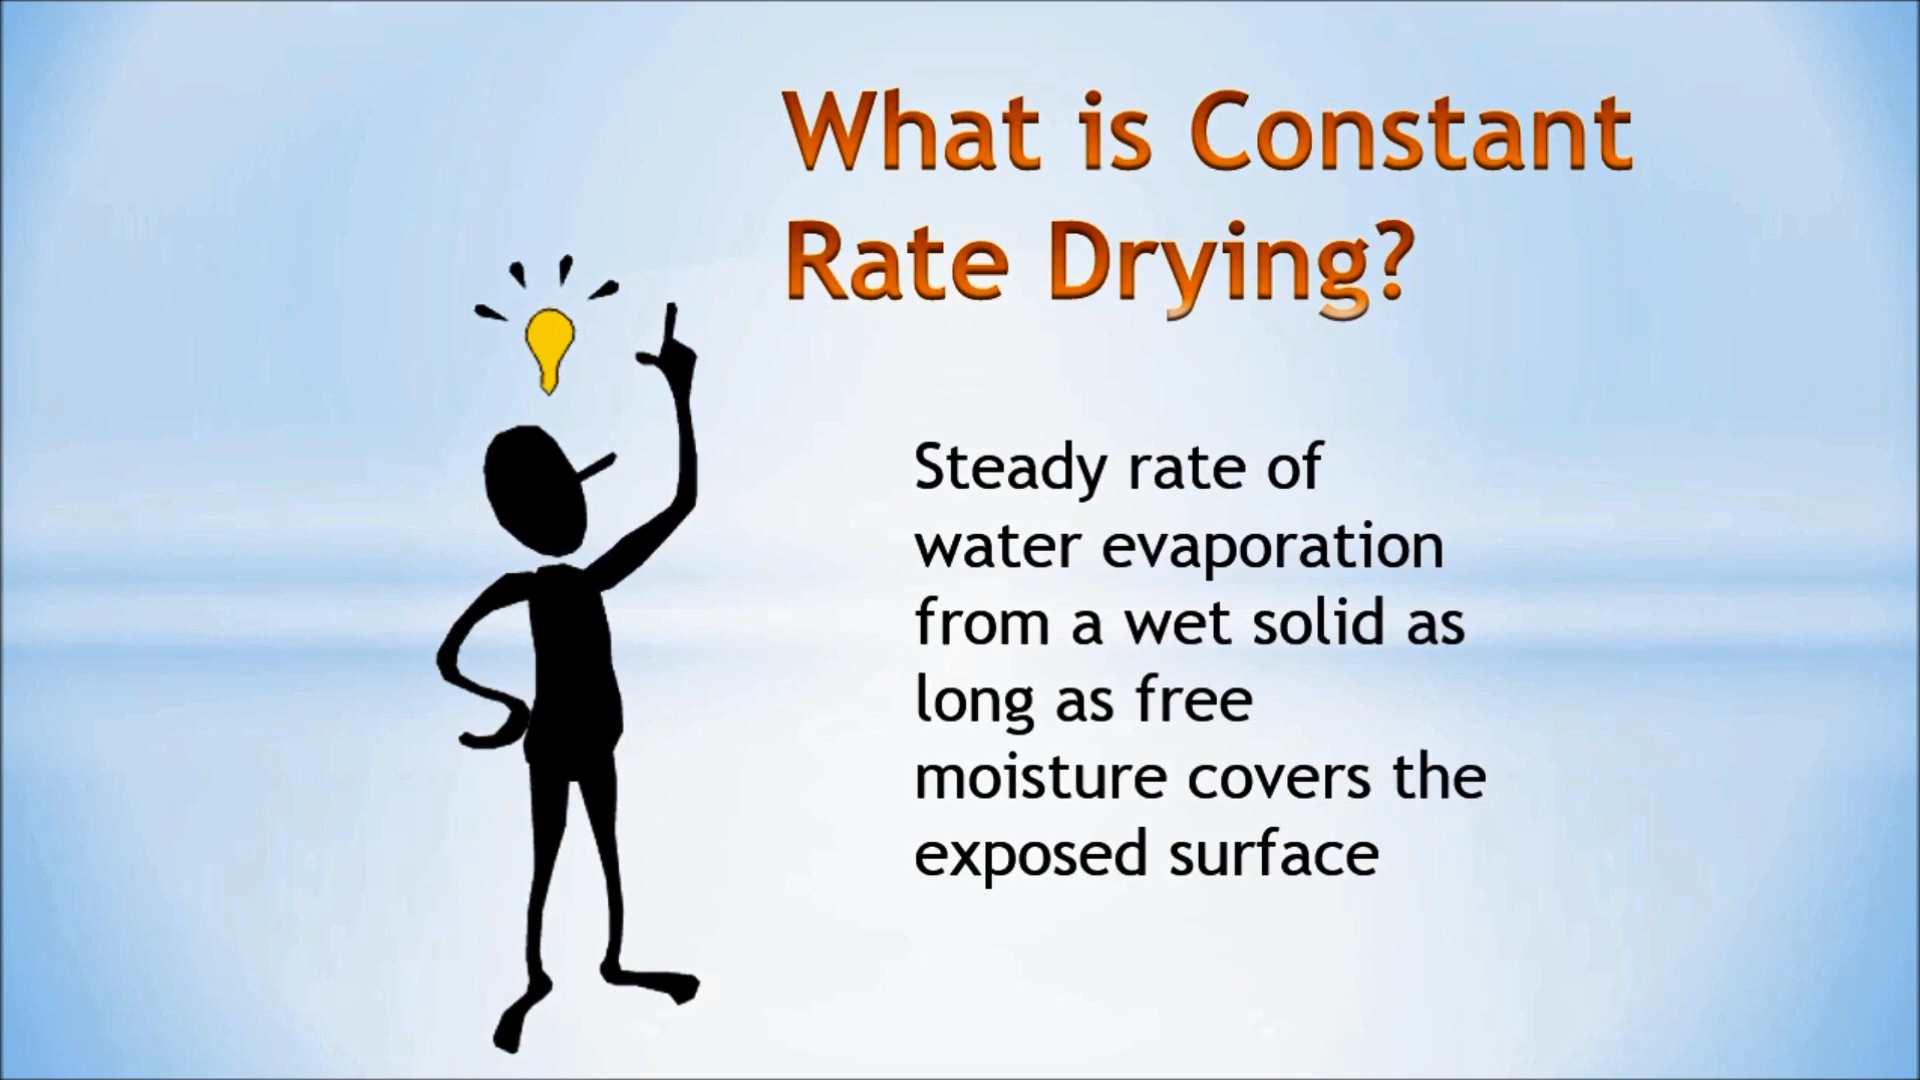 What is Constant
Rate Drying?
Steady rate of
water evaporation
from a wet solid as
long as free
moisture covers the
exposed surface